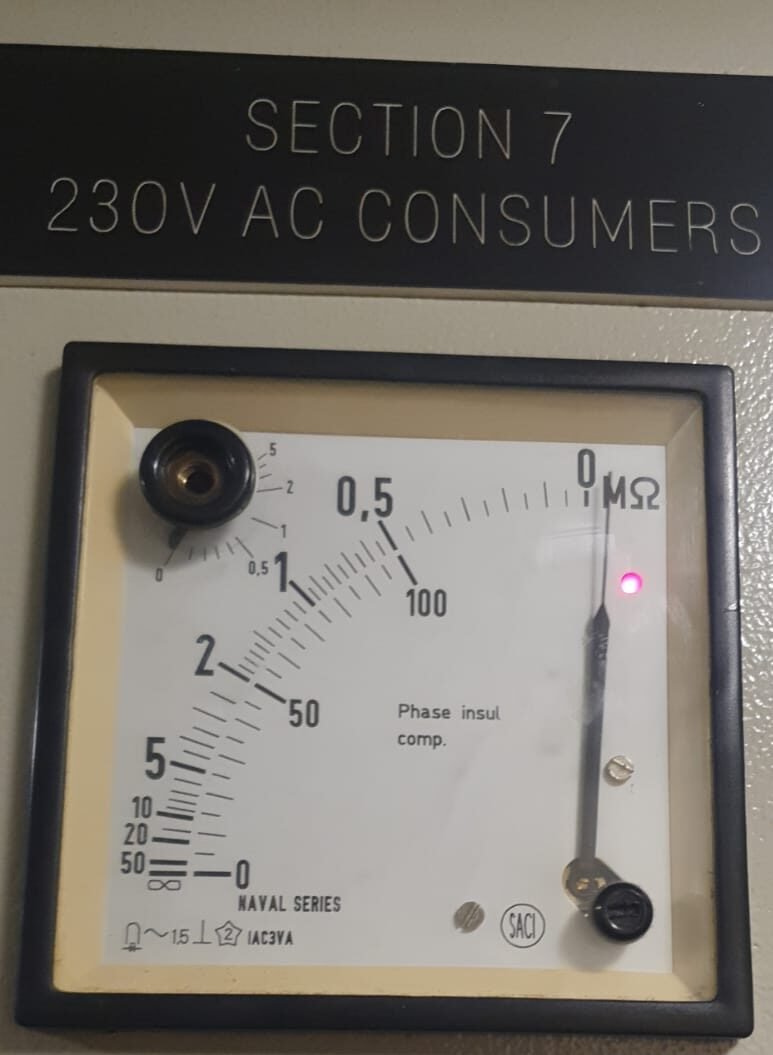 SECTION 7
230V AC CONSUMERS
5
2
1
0,5
0
0 MΩ
0,5
1
100
2
50
Phase insul
comp.
5
10
20
50
∞
0
NAVAL SERIES
1,5 ⊥ 2 IAC3VA
SACI